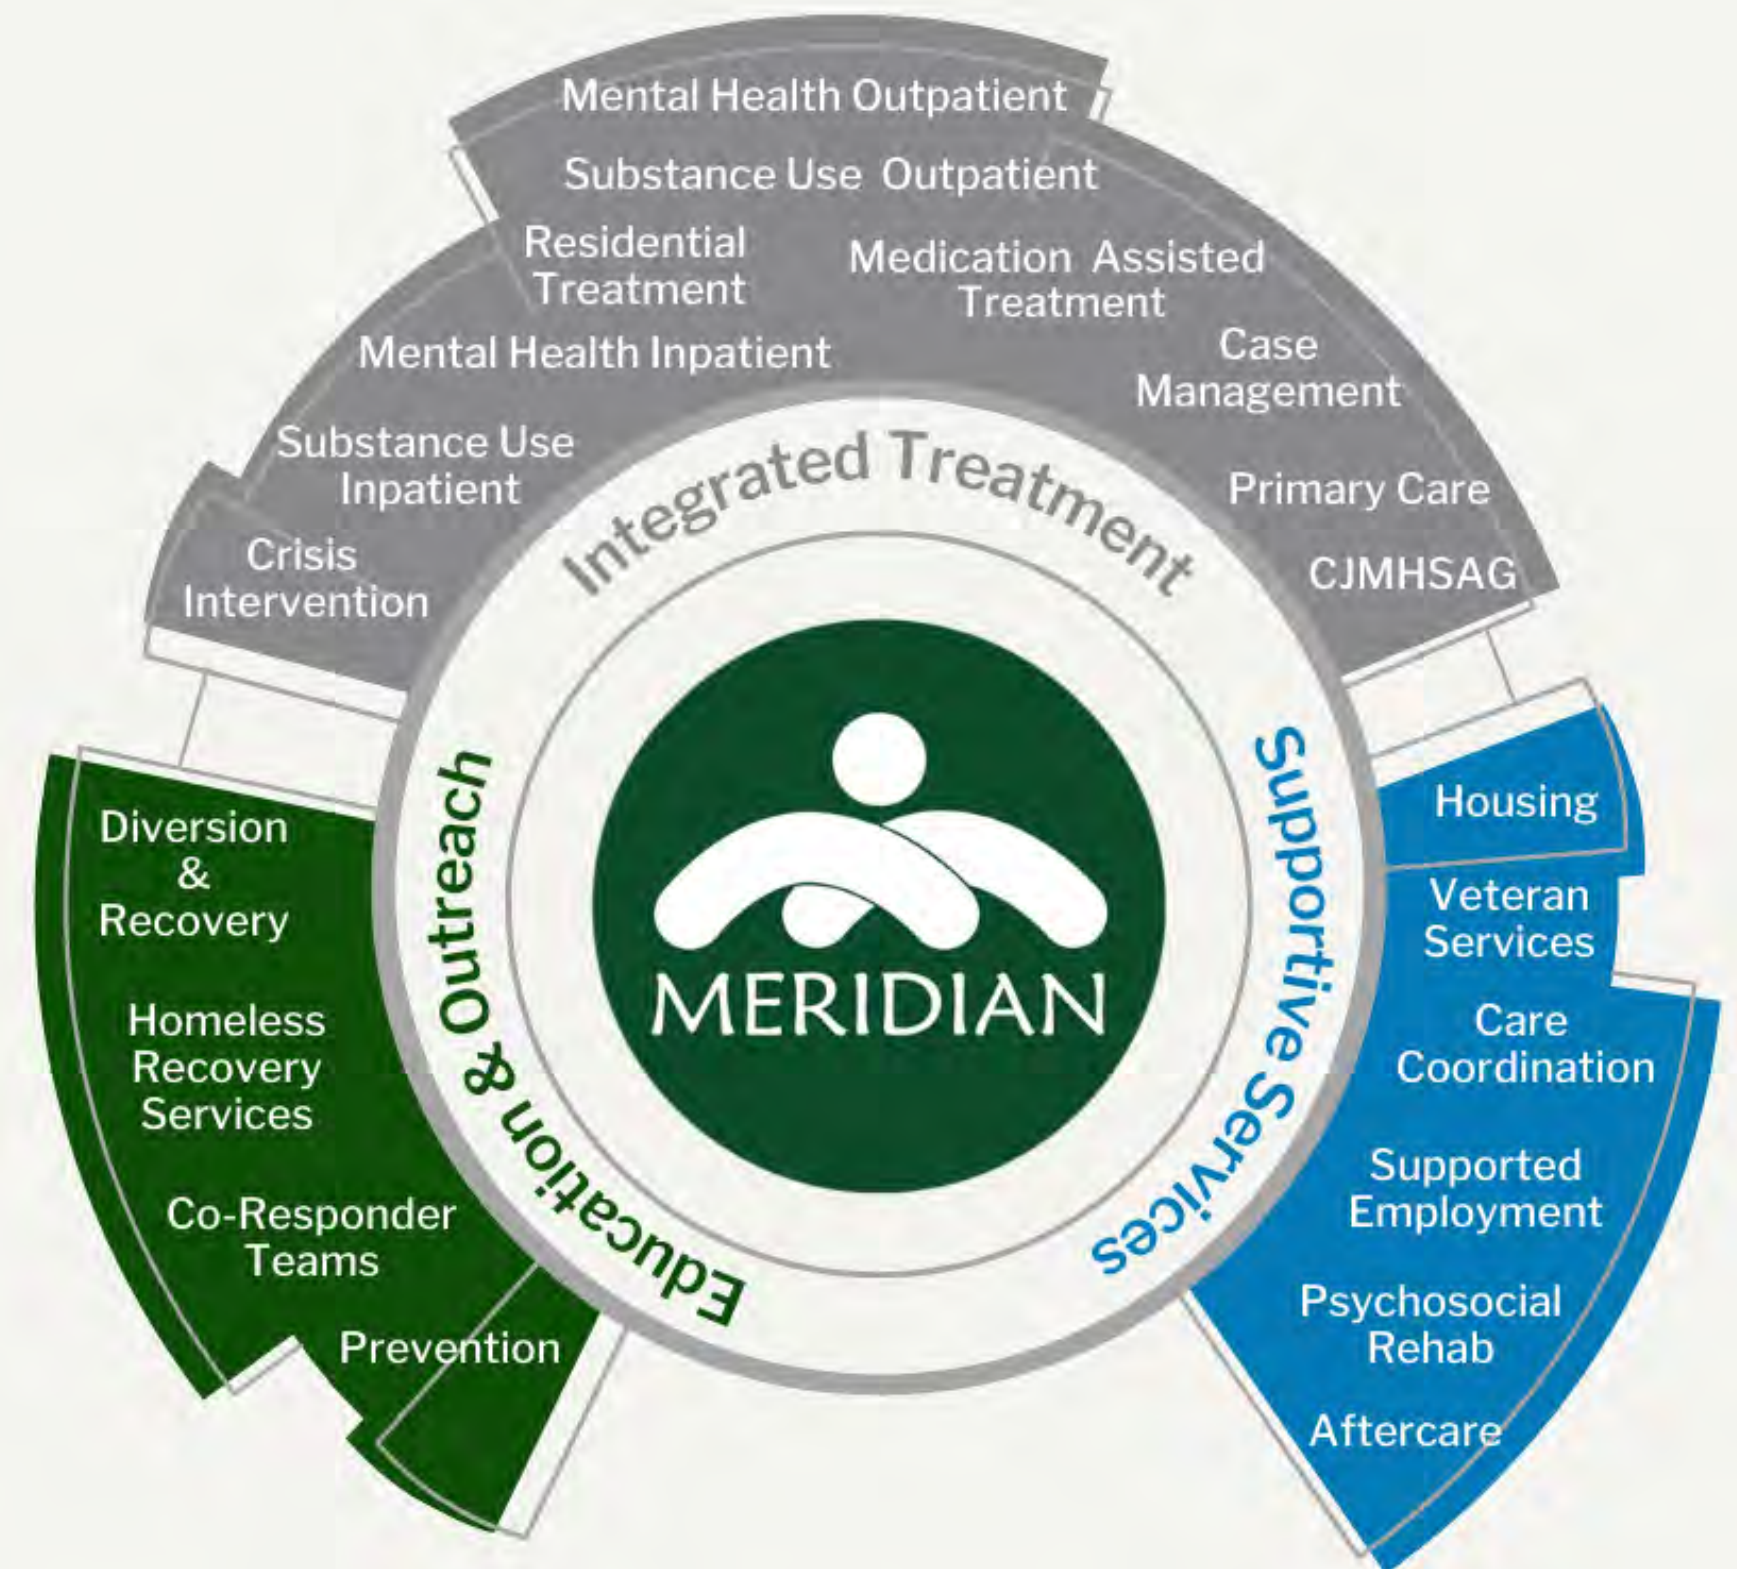 Mental Health Outpatient
Substance Use Outpatient
Residential
Treatment
Medication Assisted
Treatment
Mental Health Inpatient
Case
Management
Substance Use
Inpatient
Primary Care
Crisis
Intervention
CJMHSAG
Integrated Treatment
Diversion
&
Recovery
Homeless
Recovery
Services
Co-Responder
Teams
Prevention
Education & Outreach
MERIDIAN
Supportive Services
Housing
Veteran
Services
Care
Coordination
Supported
Employment
Psychosocial
Rehab
Aftercare